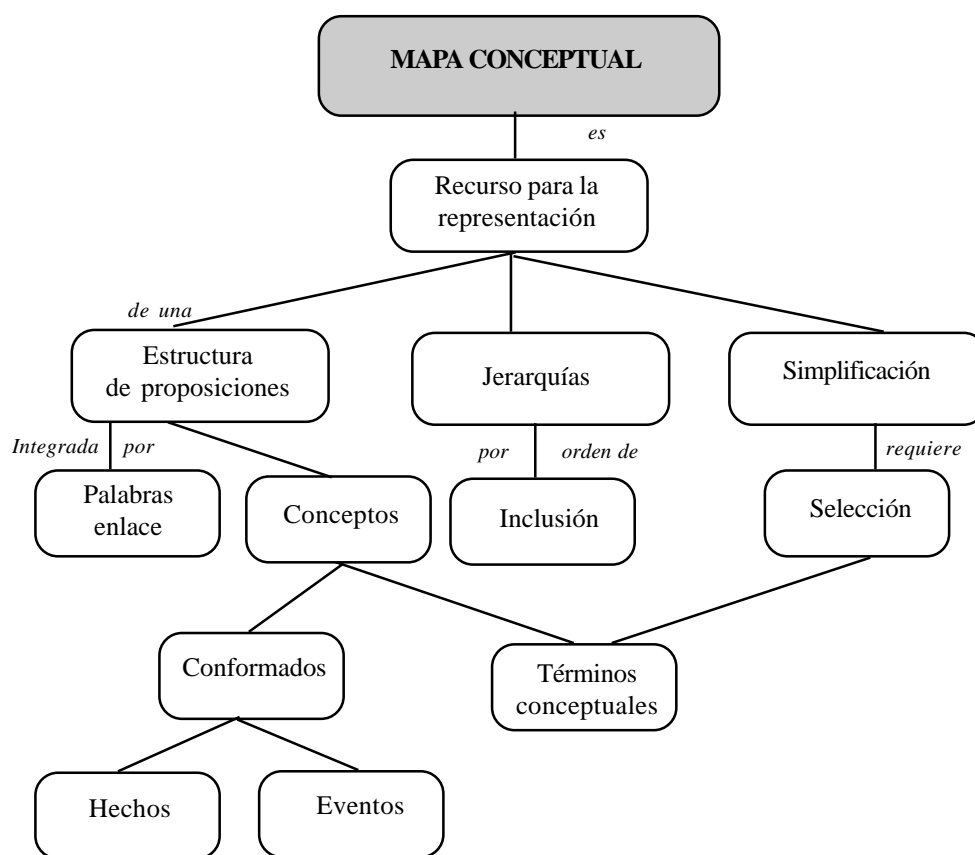 MAPA CONCEPTUAL
es
Recurso para la
representación
de una
Estructura
de proposiciones
Jerarquías
Simplificación
Integrada por
por orden de
requiere
Palabras
enlace
Conceptos
Inclusión
Selección
Conformados
Términos
conceptuales
Hechos
Eventos